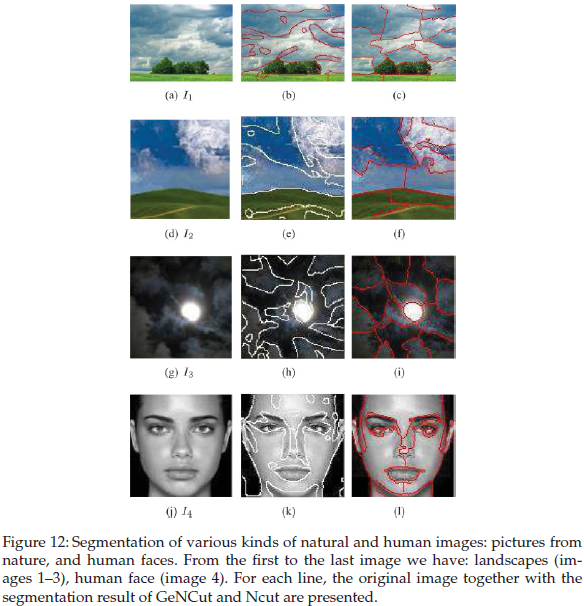 (a) I1
(b)
(c)
(d) I2
(e)
(f)
(g) I3
(h)
(i)
(j) I4
(k)
(l)
Figure 12: Segmentation of various kinds of natural and human images: pictures from
nature, and human faces. From the first to the last image we have: landscapes (im-
ages 1–3), human face (image 4). For each line, the original image together with the
segmentation result of GeNCut and Ncut are presented.